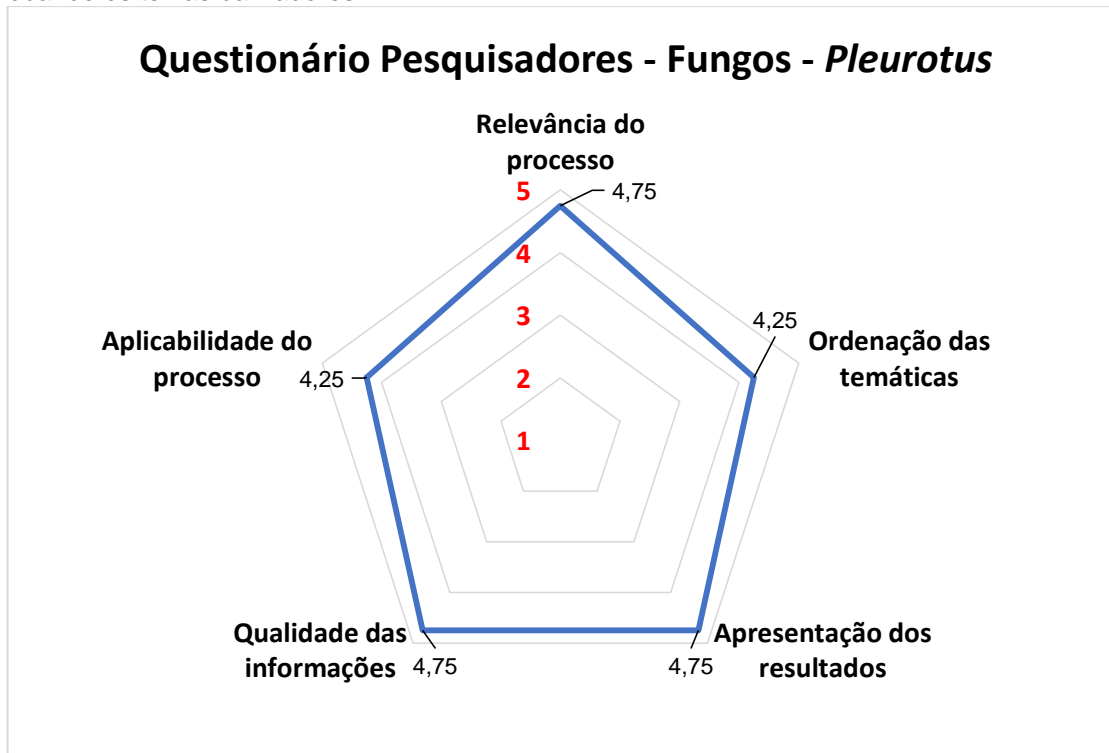 Questionário Pesquisadores - Fungos - Pleurotus
Relevância do
processo
5
4,75
4
3
4,25
Aplicabilidade do
processo
Ordenação das
temáticas
4,25
2
1
Qualidade das
informações
4,75
Apresentação dos
resultados
4,75